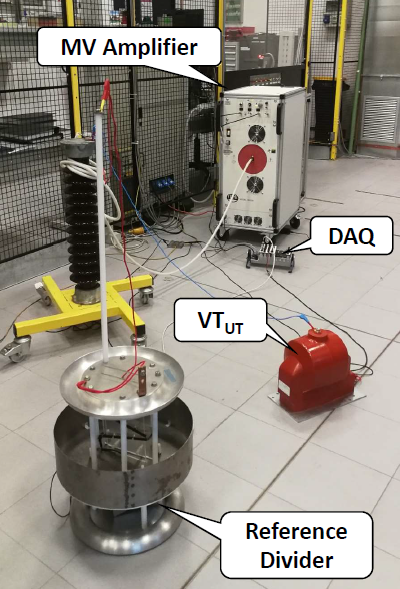 MV Amplifier
DAQ
VTUT
Reference
Divider